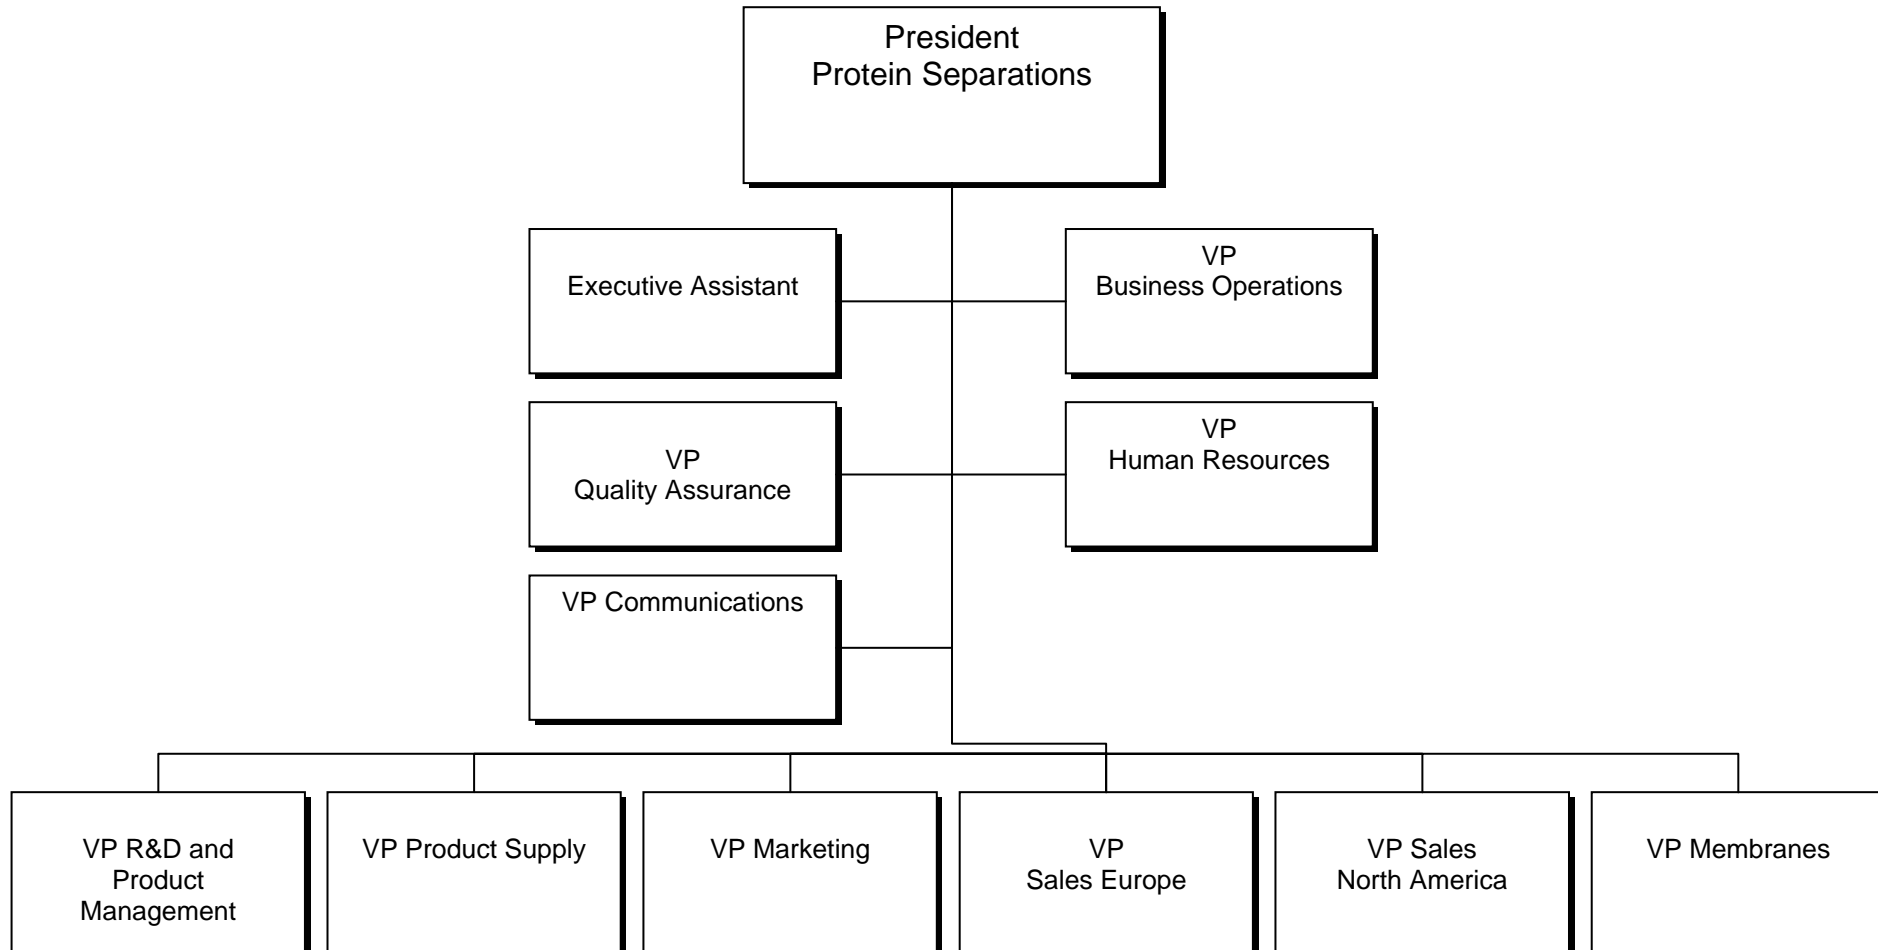 President
Protein Separations
Executive Assistant
VP
Business Operations
VP
Quality Assurance
VP
Human Resources
VP Communications
VP R&D and
Product
Management
VP Product Supply
VP Marketing
VP
Sales Europe
VP Sales
North America
VP Membranes